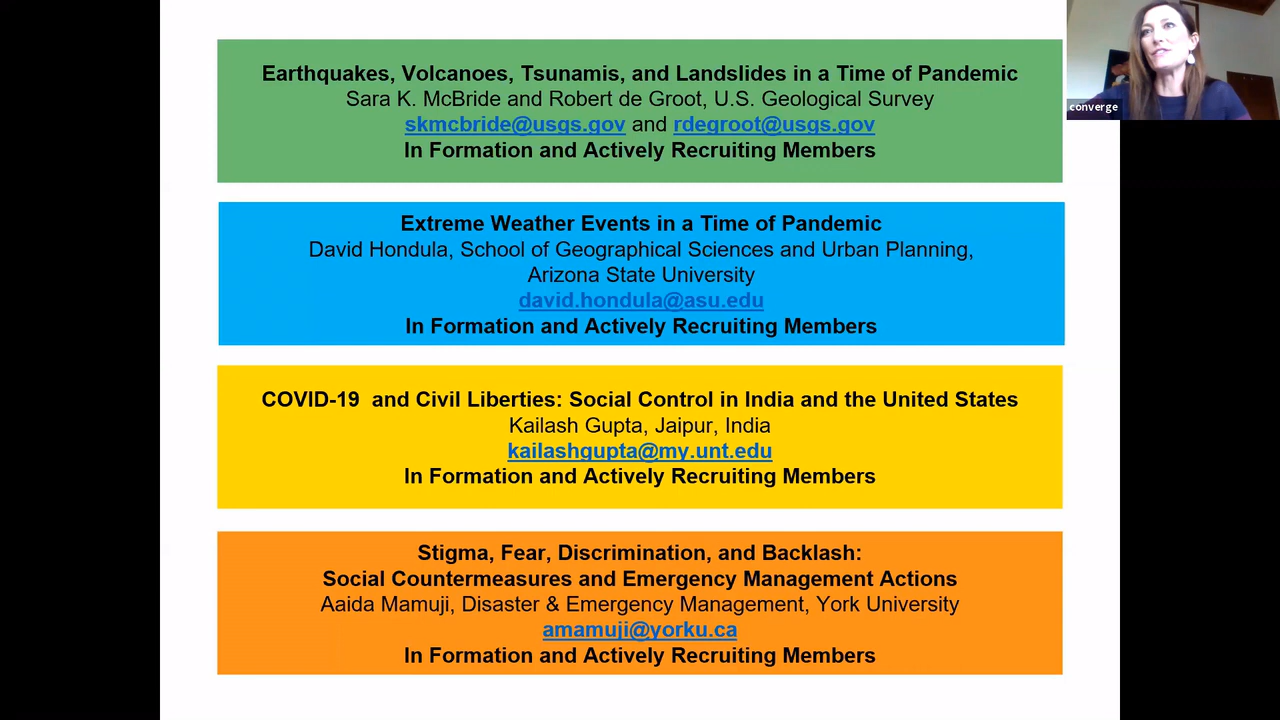 Earthquakes, Volcanoes, Tsunamis, and Landslides in a Time of Pandemic
Sara K. McBride and Robert de Groot, U.S. Geological Survey
skmcbride@usgs.gov and rdegroot@usgs.gov
In Formation and Actively Recruiting Members
Extreme Weather Events in a Time of Pandemic
David Hondula, School of Geographical Sciences and Urban Planning,
Arizona State University
david.hondula@asu.edu
In Formation and Actively Recruiting Members
COVID-19  and Civil Liberties: Social Control in India and the United States
Kailash Gupta, Jaipur, India
kailashgupta@my.unt.edu
In Formation and Actively Recruiting Members
Stigma, Fear, Discrimination, and Backlash:
Social Countermeasures and Emergency Management Actions
Aaida Mamuji, Disaster & Emergency Management, York University
amamuji@yorku.ca
In Formation and Actively Recruiting Members
converge